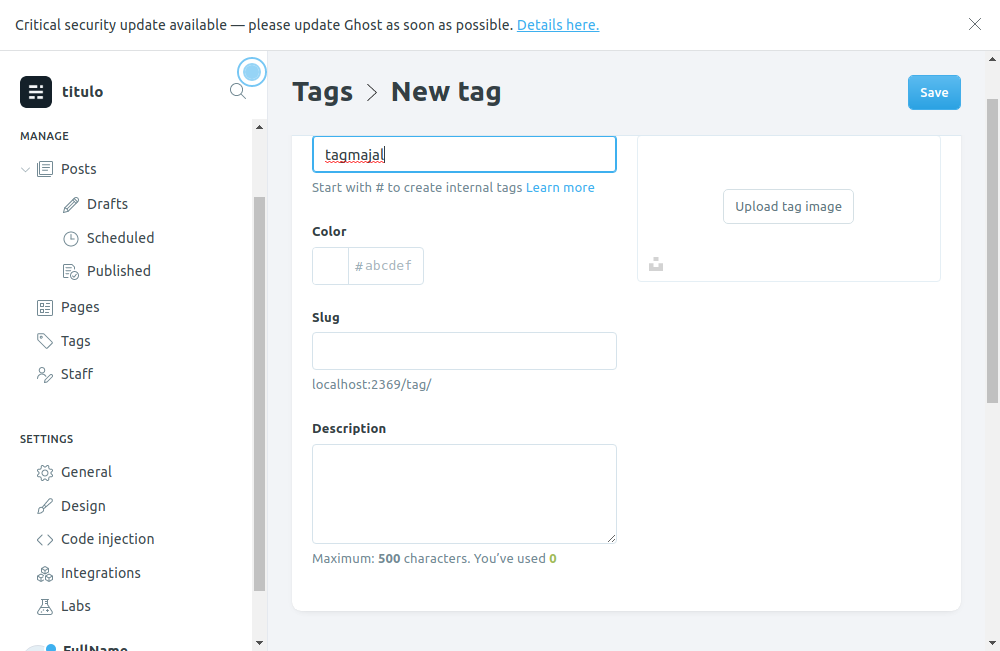 Critical security update available — please update Ghost as soon as possible. Details here.
titulo
MANAGE
Posts
Drafts
Scheduled
Published
Pages
Tags
Staff
SETTINGS
General
Design
Code injection
Integrations
Labs
FullName
Tags > New tag
Save
tagmajal
Start with # to create internal tags Learn more
Color
#abcdef
Slug
localhost:2369/tag/
Description
Maximum: 500 characters. You’ve used 0
Upload tag image